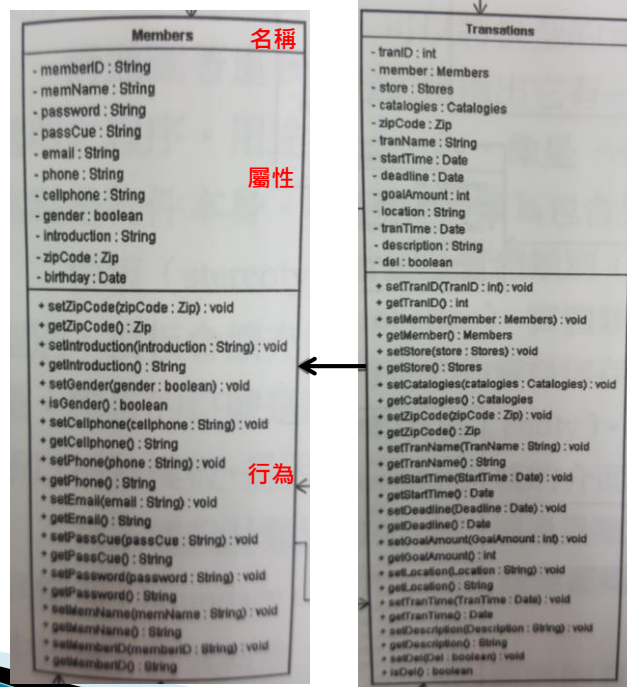 Members
名稱
- memberID : String
- memName : String
- password : String
- passCue : String
- email : String
- phone : String
- cellphone : String
- gender : boolean
- introduction : String
- zipCode : Zip
- birthday : Date
屬性
+ setZipCode(zipCode : Zip) : void
+ getZipCode() : Zip
+ setIntroduction(introduction : String) : void
+ getIntroduction() : String
+ setGender(gender : boolean) : void
+ isGender() : boolean
+ setCellphone(cellphone : String) : void
+ getCellphone() : String
+ setPhone(phone : String) : void
+ getPhone() : String
+ setEmail(email : String) : void
+ getEmail() : String
+ setPassCue(passCue : String) : void
+ getPassCue() : String
+ setPassword(password : String) : void
+ getPassword() : String
+ setMemName(memName : String) : void
+ getMemName() : String
+ setMemberID(memberID : String) : void
+ getMemberID() : String
行為
Transations
- tranID : int
- member : Members
- store : Stores
- catalogies : Catalogies
- zipCode : Zip
- tranName : String
- startTime : Date
- deadline : Date
- goalAmount : int
- location : String
- tranTime : Date
- description : String
- del : boolean
+ setTranID(TranID : int) : void
+ getTranID() : int
+ setMember(member : Members) : void
+ getMember() : Members
+ setStore(store : Stores) : void
+ getStore() : Stores
+ setCatalogies(catalogies : Catalogies) : void
+ getCatalogies() : Catalogies
+ setZipCode(zipCode : Zip) : void
+ getZipCode() : Zip
+ setTranName(TranName : String) : void
+ getTranName() : String
+ setStartTime(StartTime : Date) : void
+ getStartTime() : Date
+ setDeadline(Deadline : Date) : void
+ getDeadline() : Date
+ setGoalAmount(GoalAmount : int) : void
+ getGoalAmount() : int
+ setLocation(Location : String) : void
+ getLocation() : String
+ setTranTime(TranTime : Date) : void
+ getTranTime() : Date
+ setDescription(Description : String) : void
+ getDescription() : String
+ setDel(Del : boolean) : void
+ isDel() : boolean